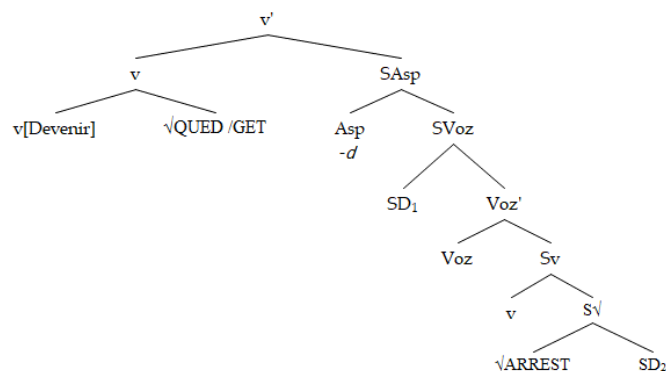 v'
v SAsp
v[Devenir] √QUED /GET Asp SVoz
-d
SD₁ Voz'
Voz Sv
v S√
√ARREST SD₂